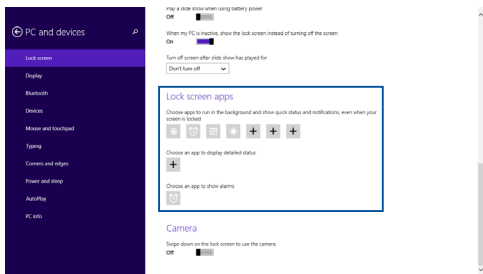 PC and devices
Lock screen
Display
Bluetooth
Devices
Mouse and touchpad
Typing
Corners and edges
Power and sleep
AutoPlay
PC info
Play a slide show when using battery power
Off
When my PC is inactive, show the lock screen instead of turning off the screen
On
Turn off screen after slide show has played for
Don't turn off
Lock screen apps
Choose apps to run in the background and show quick status and notifications, even when your
screen is locked
Choose an app to display detailed status
Choose an app to show alarms
Camera
Swipe down on the lock screen to use the camera
Off